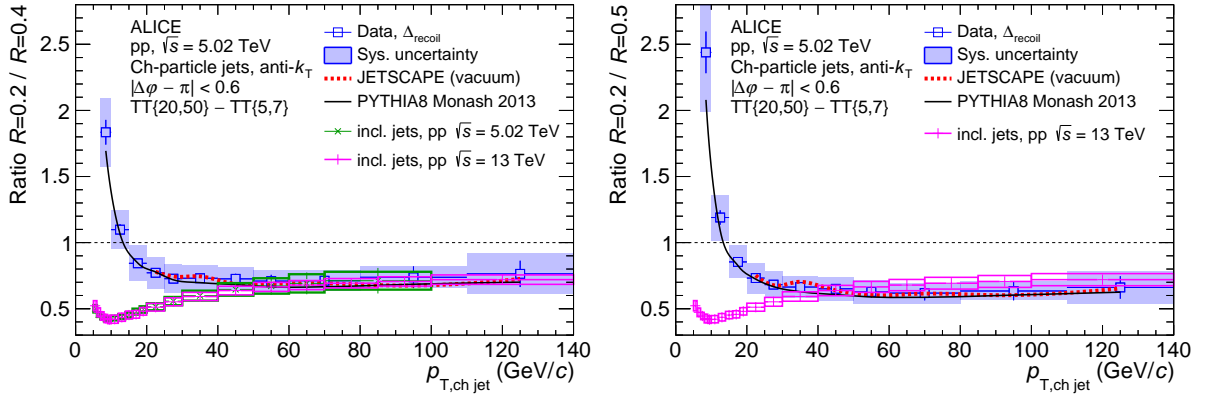 Ratio R=0.2 / R=0.4
2.5
2
1.5
1
0.5
ALICE
pp, √s = 5.02 TeV
Ch-particle jets, anti-k_T
|Δφ − π| < 0.6
TT{20,50} − TT{5,7}
Data, Δ_recoil
Sys. uncertainty
JETSCAPE (vacuum)
PYTHIA8 Monash 2013
incl. jets, pp √s = 5.02 TeV
incl. jets, pp √s = 13 TeV
0 20 40 60 80 100 120 140
p_T,ch jet (GeV/c)
Ratio R=0.2 / R=0.5
2.5
2
1.5
1
0.5
ALICE
pp, √s = 5.02 TeV
Ch-particle jets, anti-k_T
|Δφ − π| < 0.6
TT{20,50} − TT{5,7}
Data, Δ_recoil
Sys. uncertainty
JETSCAPE (vacuum)
PYTHIA8 Monash 2013
incl. jets, pp √s = 13 TeV
0 20 40 60 80 100 120 140
p_T,ch jet (GeV/c)